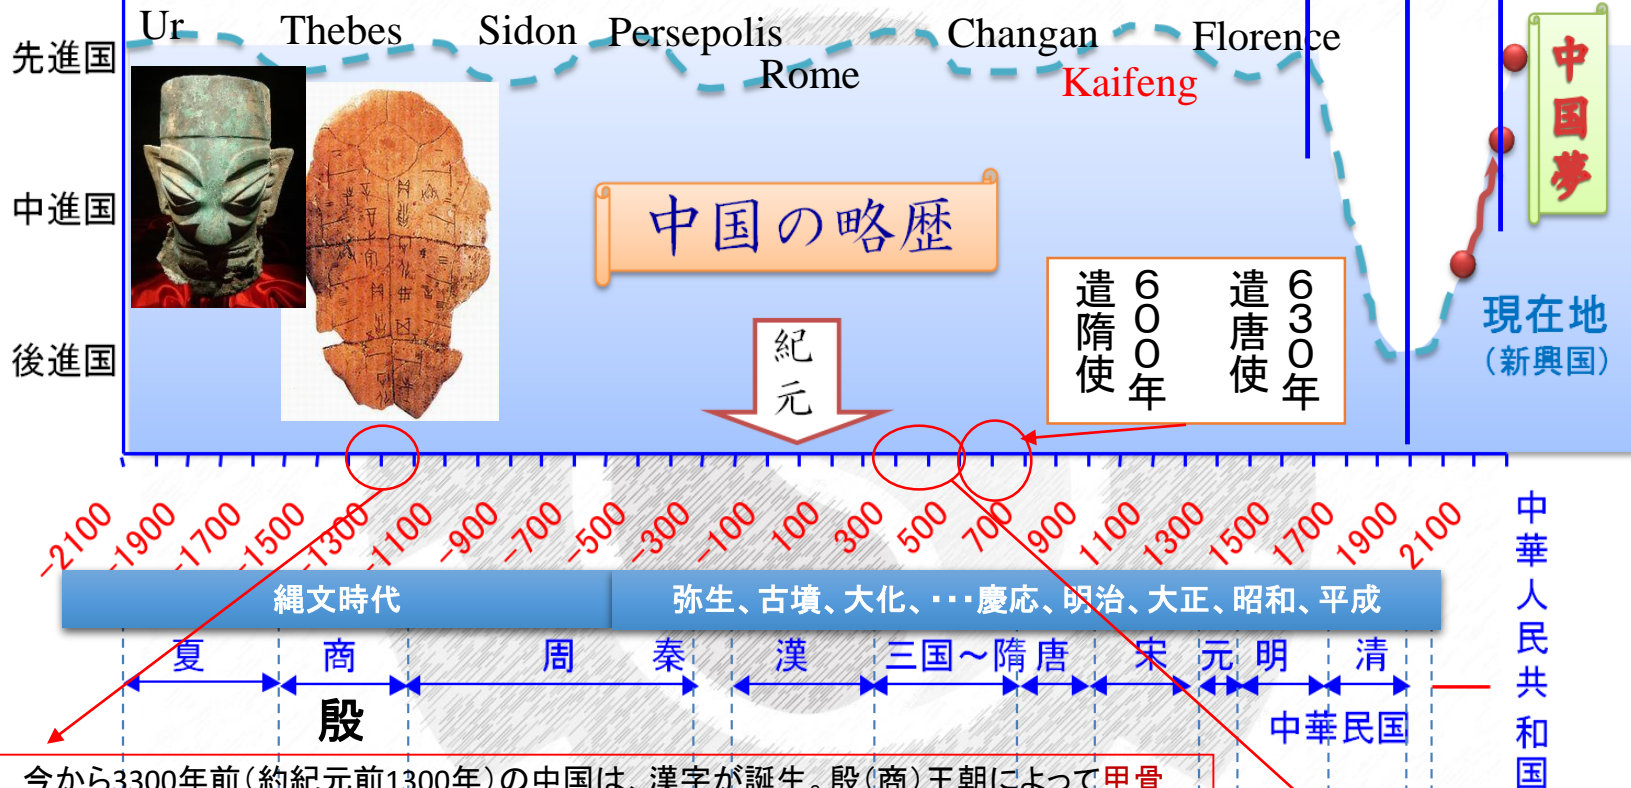 Ur Thebes Sidon Persepolis Rome Changan Kaifeng Florence
先進国
中進国
後進国
中国の略歴
中国夢
紀元
600年
遣隋使
630年
遣唐使
現在地
（新興国）
-2100 -1900 -1700 -1500 -1300 -1100 -900 -700 -500 -300 -100 100 300 500 700 900 1100 1300 1500 1700 1900 2100
縄文時代
弥生、古墳、大化、・・・慶応、明治、大正、昭和、平成
夏 商 周 秦 漢 三国～隋 唐 宋 元 明 清
殷
中華民国
中華人民共和国
今から3300年前（約紀元前1300年）の中国は、漢字が誕生。殷（商）王朝によって甲骨